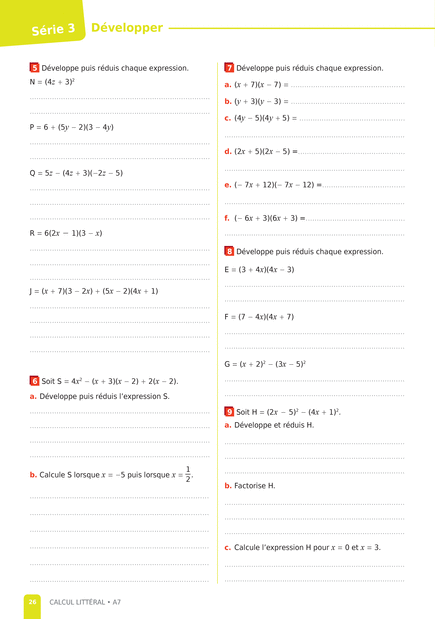 Série 3 Développer
5 Développe puis réduis chaque expression.
N = (4z + 3)²
P = 6 + (5y − 2)(3 − 4y)
Q = 5z − (4z + 3)(−2z − 5)
R = 6(2x − 1)(3 − x)
J = (x + 7)(3 − 2x) + (5x − 2)(4x + 1)
6 Soit S = 4x² − (x + 3)(x − 2) + 2(x − 2).
a. Développe puis réduis l'expression S.
b. Calcule S lorsque x = −5 puis lorsque x = 1/2.
7 Développe puis réduis chaque expression.
a. (x + 7)(x − 7) =
b. (y + 3)(y − 3) =
c. (4y − 5)(4y + 5) =
d. (2x + 5)(2x − 5) =
e. (− 7x + 12)(− 7x − 12) =
f. (− 6x + 3)(6x + 3) =
8 Développe puis réduis chaque expression.
E = (3 + 4x)(4x − 3)
F = (7 − 4x)(4x + 7)
G = (x + 2)² − (3x − 5)²
9 Soit H = (2x − 5)² − (4x + 1)².
a. Développe et réduis H.
b. Factorise H.
c. Calcule l'expression H pour x = 0 et x = 3.
26 CALCUL LITTÉRAL • A7